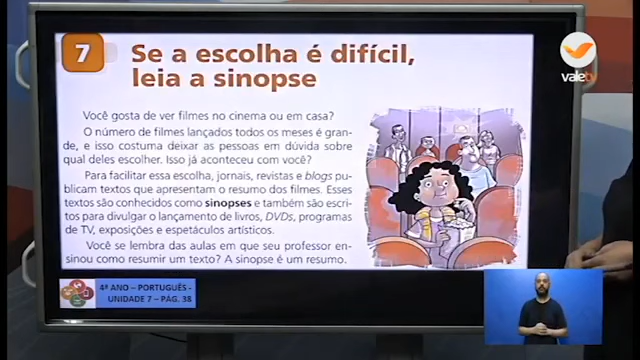 7
Se a escolha é difícil,
leia a sinopse
Você gosta de ver filmes no cinema ou em casa?
O número de filmes lançados todos os meses é gran-
de, e isso costuma deixar as pessoas em dúvida sobre
qual deles escolher. Isso já aconteceu com você?
Para facilitar essa escolha, jornais, revistas e blogs pu-
blicam textos que apresentam o resumo dos filmes. Esses
textos são conhecidos como sinopses e também são escri-
tos para divulgar o lançamento de livros, DVDs, programas
de TV, exposições e espetáculos artísticos.
Você se lembra das aulas em que seu professor en-
sinou como resumir um texto? A sinopse é um resumo.
4º ANO – PORTUGUÊS -
UNIDADE 7 – PÁG. 38
valetv